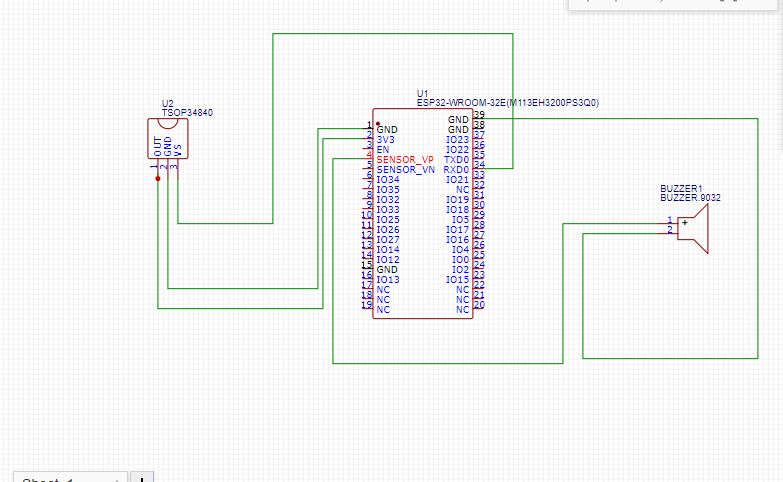 U1
ESP32-WROOM-32E(M113EH3200PS3Q0)
U2
TSOP34840
OUT
GND
VS
1
2
3
1 GND
2 3V3
3 EN
4 SENSOR_VP
5 SENSOR_VN
6 IO34
7 IO35
8 IO32
9 IO33
10 IO25
11 IO26
12 IO27
13 IO14
14 IO12
15 GND
16 IO13
17 NC
18 NC
19 NC
GND 39
GND 38
IO23 37
IO22 36
TXD0 35
RXD0 34
IO21 33
NC 32
IO19 31
IO18 30
IO5 29
IO17 28
IO16 27
IO4 26
IO0 25
IO2 24
IO15 23
NC 22
NC 21
NC 20
BUZZER1
BUZZER.9032
1 +
2